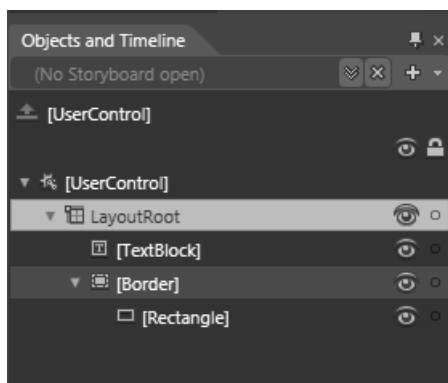 Objects and Timeline
(No Storyboard open)
[UserControl]
[UserControl]
LayoutRoot
[TextBlock]
[Border]
[Rectangle]